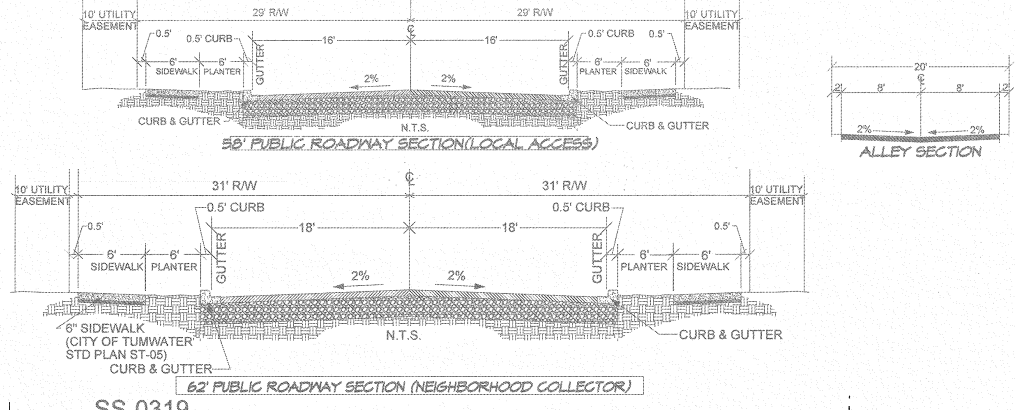 10' UTILITY EASEMENT
29' R/W
29' R/W
10' UTILITY EASEMENT
0.5'
0.5' CURB
16'
16'
0.5' CURB
0.5'
6' SIDEWALK
6' PLANTER
GUTTER
GUTTER
6' PLANTER
6' SIDEWALK
2%
2%
CURB & GUTTER
N.T.S.
CURB & GUTTER
58' PUBLIC ROADWAY SECTION(LOCAL ACCESS)
20'
℄
2'
8'
8'
2'
2%
2%
ALLEY SECTION
℄
10' UTILITY EASEMENT
31' R/W
31' R/W
10' UTILITY EASEMENT
0.5'
0.5' CURB
18'
18'
0.5' CURB
0.5'
6' SIDEWALK
6' PLANTER
GUTTER
GUTTER
6' PLANTER
6' SIDEWALK
2%
2%
6" SIDEWALK
(CITY OF TUMWATER
STD PLAN ST-05)
CURB & GUTTER
N.T.S.
CURB & GUTTER
62' PUBLIC ROADWAY SECTION (NEIGHBORHOOD COLLECTOR)
SS-0319